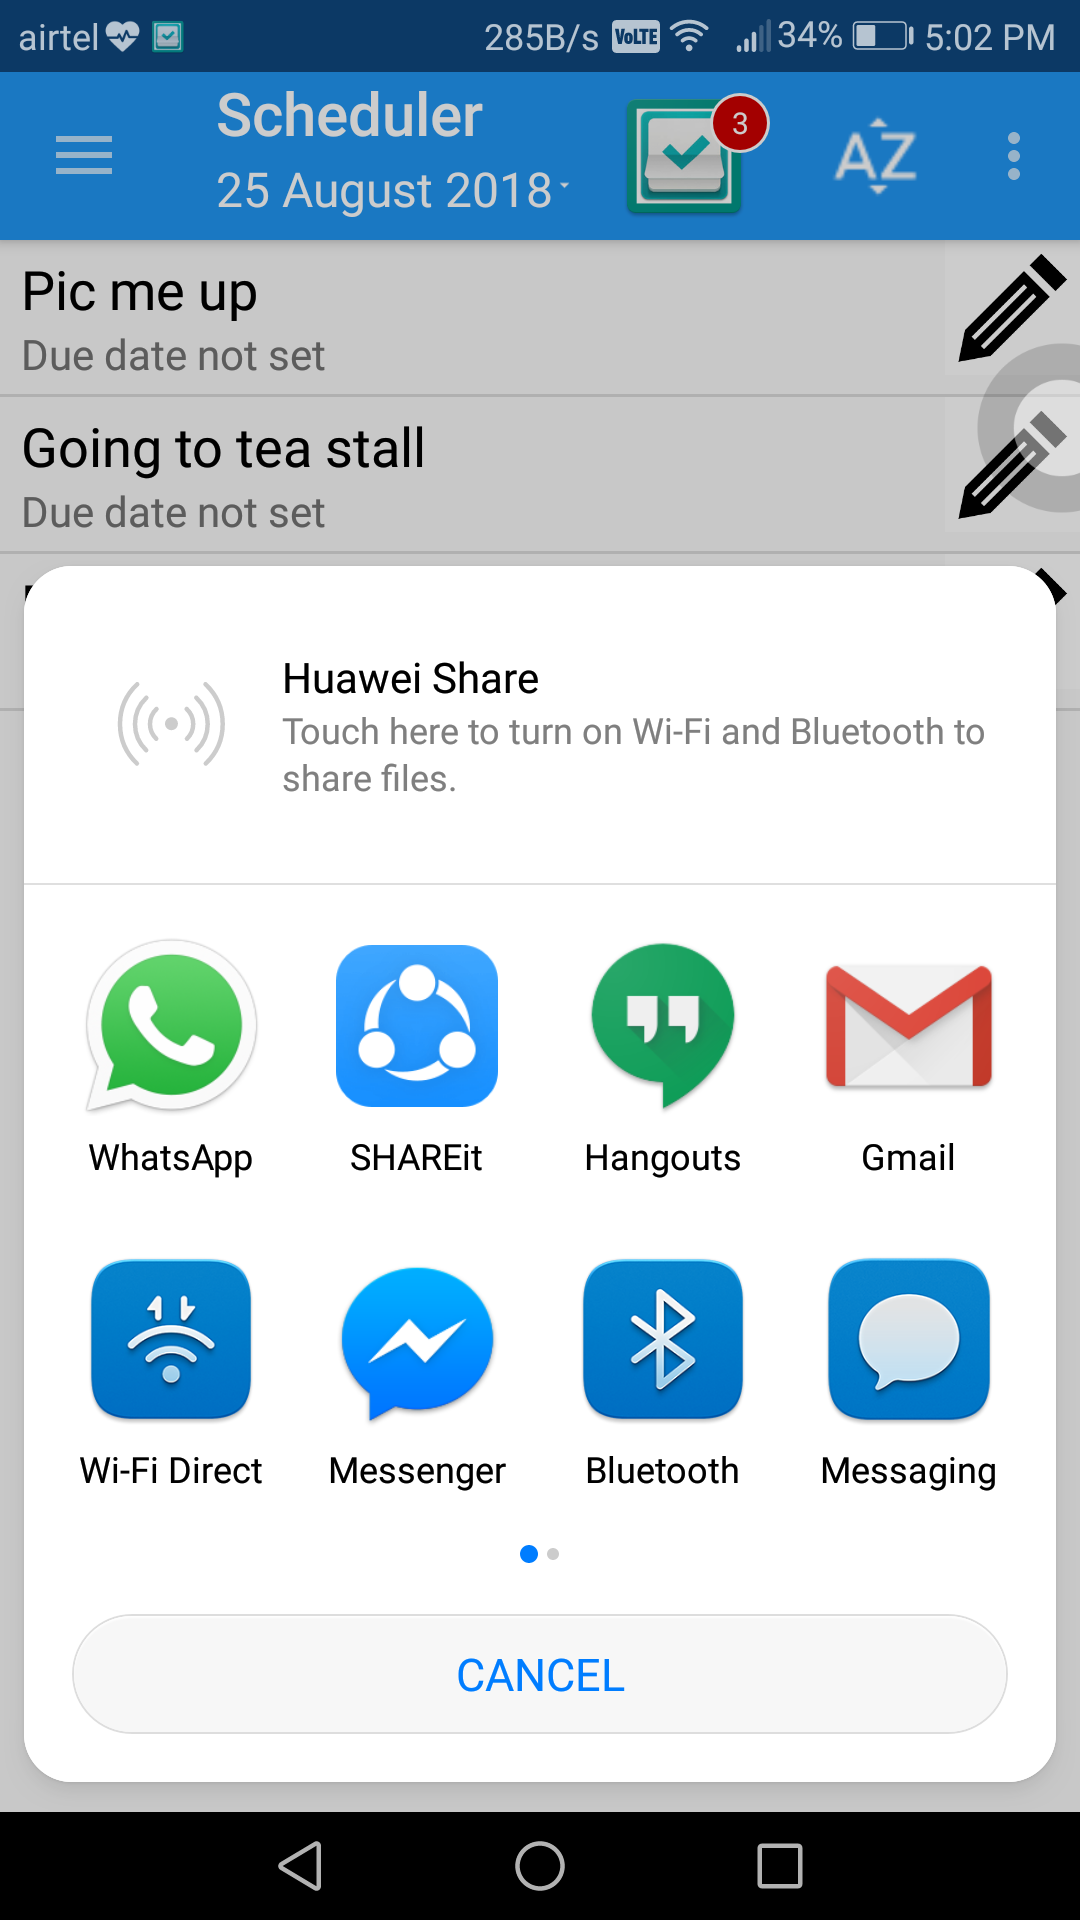 airtel 285B/s VoLTE 34% 5:02 PM
Scheduler
3
25 August 2018
AZ
Pic me up
Due date not set
Going to tea stall
Due date not set
Huawei Share
Touch here to turn on Wi-Fi and Bluetooth to
share files.
WhatsApp SHAREit Hangouts Gmail
Wi-Fi Direct Messenger Bluetooth Messaging
CANCEL